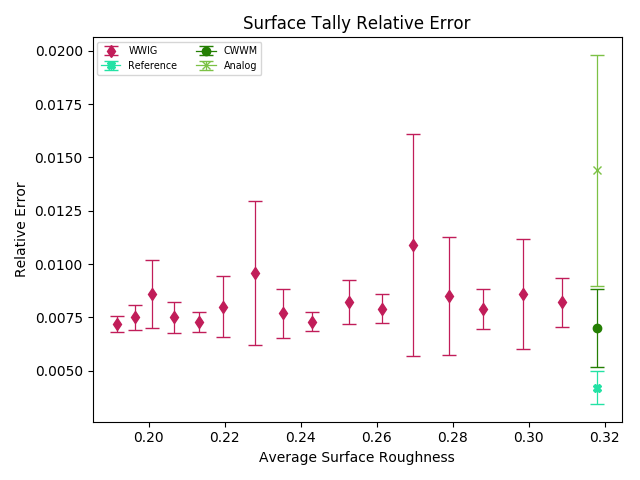 Surface Tally Relative Error
WWIG
Reference
CWWM
Analog
0.0200
0.0175
0.0150
0.0125
0.0100
0.0075
0.0050
Relative Error
0.20 0.22 0.24 0.26 0.28 0.30 0.32
Average Surface Roughness